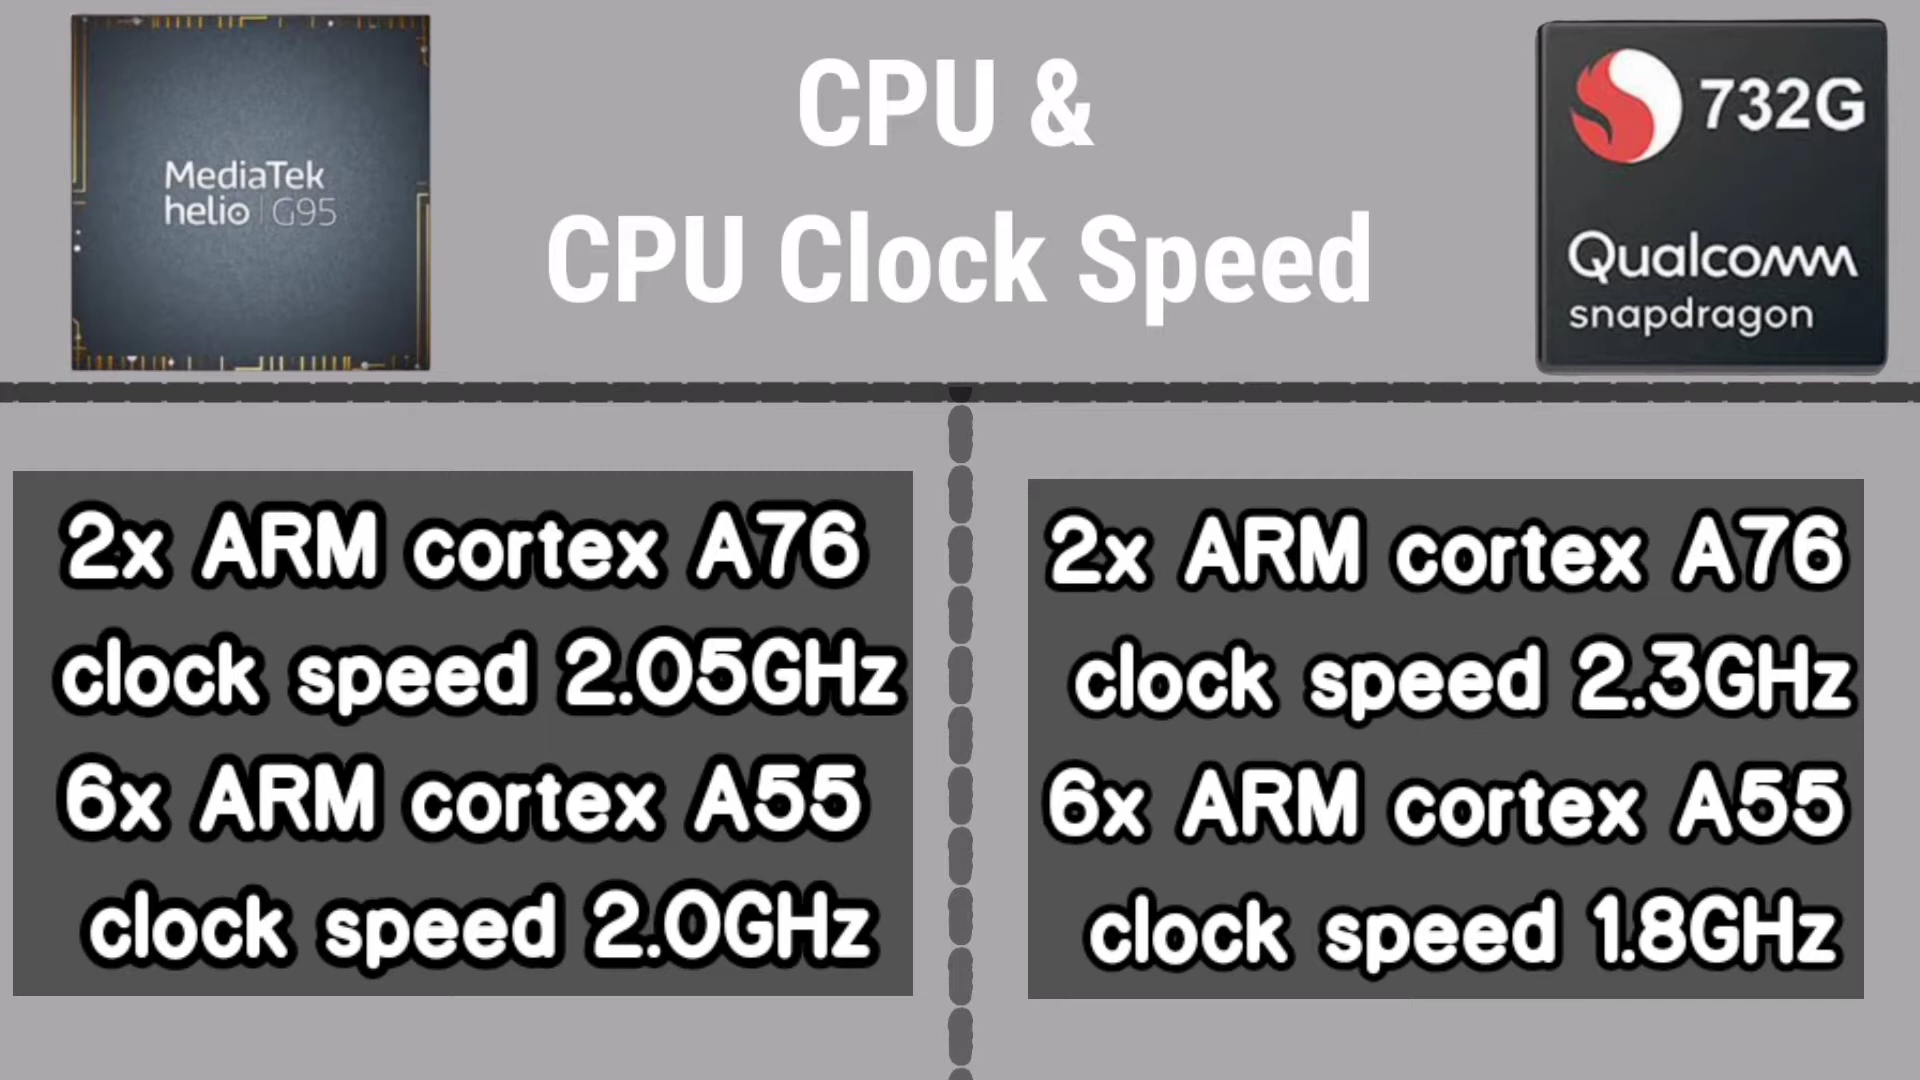 MediaTek
helio G95
CPU &
CPU Clock Speed
732G
Qualcomm
snapdragon
2x ARM cortex A76
clock speed 2.05GHz
6x ARM cortex A55
clock speed 2.0GHz
2x ARM cortex A76
clock speed 2.3GHz
6x ARM cortex A55
clock speed 1.8GHz